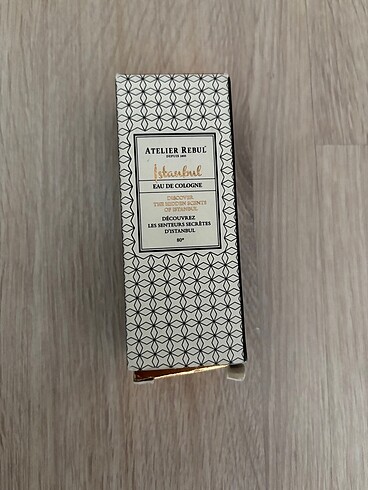 ATELIER REBUL
DEPUIS 1895
Istanbul
EAU DE COLOGNE
DISCOVER
THE HIDDEN SCENTS
OF ISTANBUL
DÉCOUVREZ
LES SENTEURS SECRÈTES
D'ISTANBUL
80°